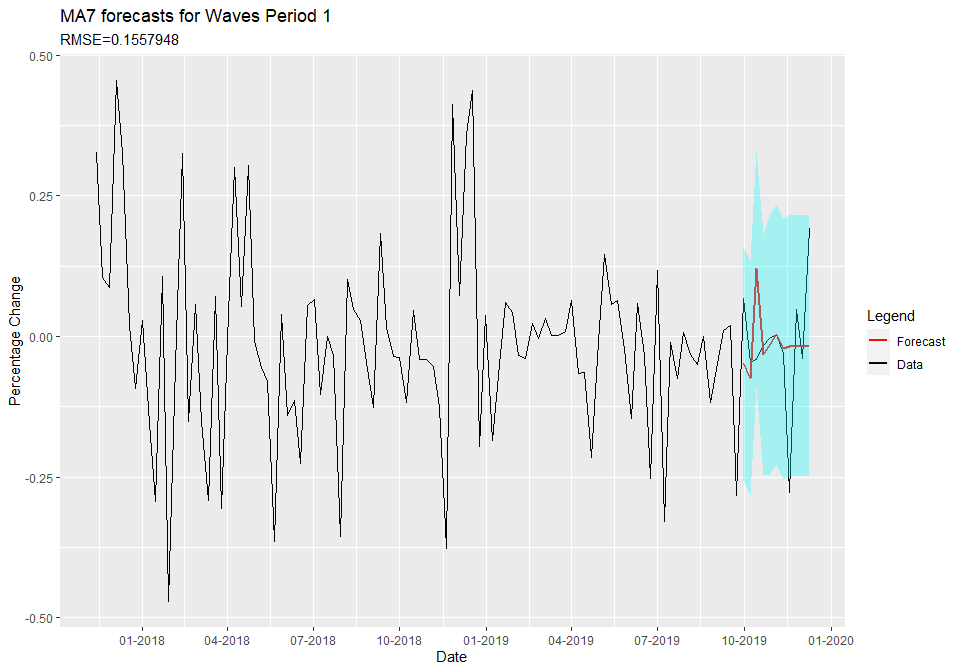 MA7 forecasts for Waves Period 1
RMSE=0.1557948
Percentage Change
0.50
0.25
0.00
-0.25
-0.50
01-2018 04-2018 07-2018 10-2018 01-2019 04-2019 07-2019 10-2019 01-2020
Date
Legend
Forecast
Data